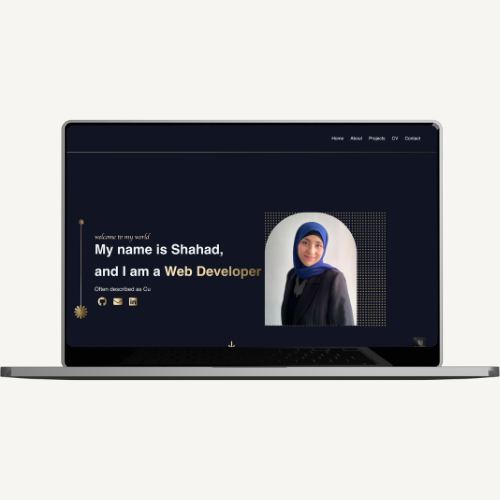 Home About Projects CV Contact
welcome to my world
My name is Shahad,
and I am a Web Developer
Often described as Cu